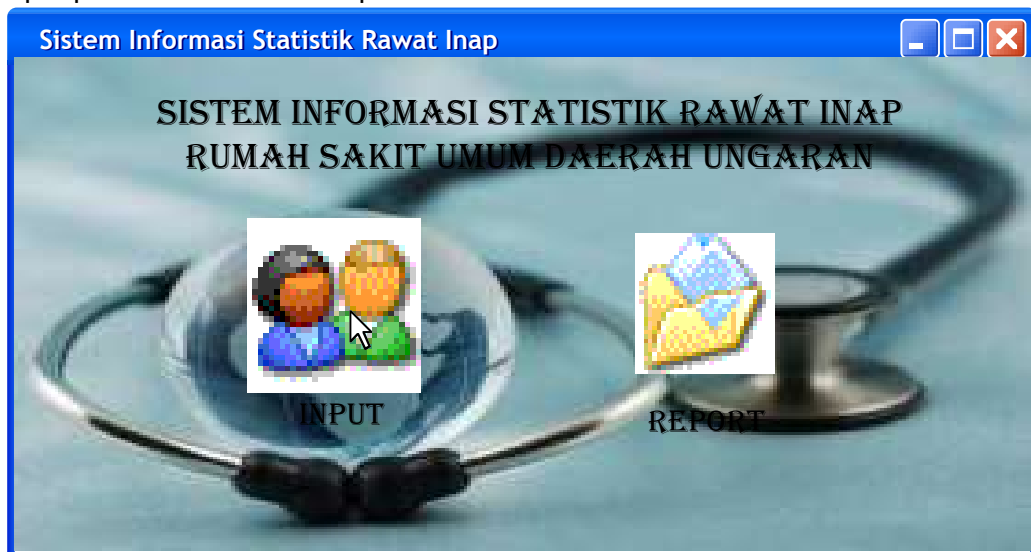 Sistem Informasi Statistik Rawat Inap
SISTEM INFORMASI STATISTIK RAWAT INAP
RUMAH SAKIT UMUM DAERAH UNGARAN
INPUT
REPORT